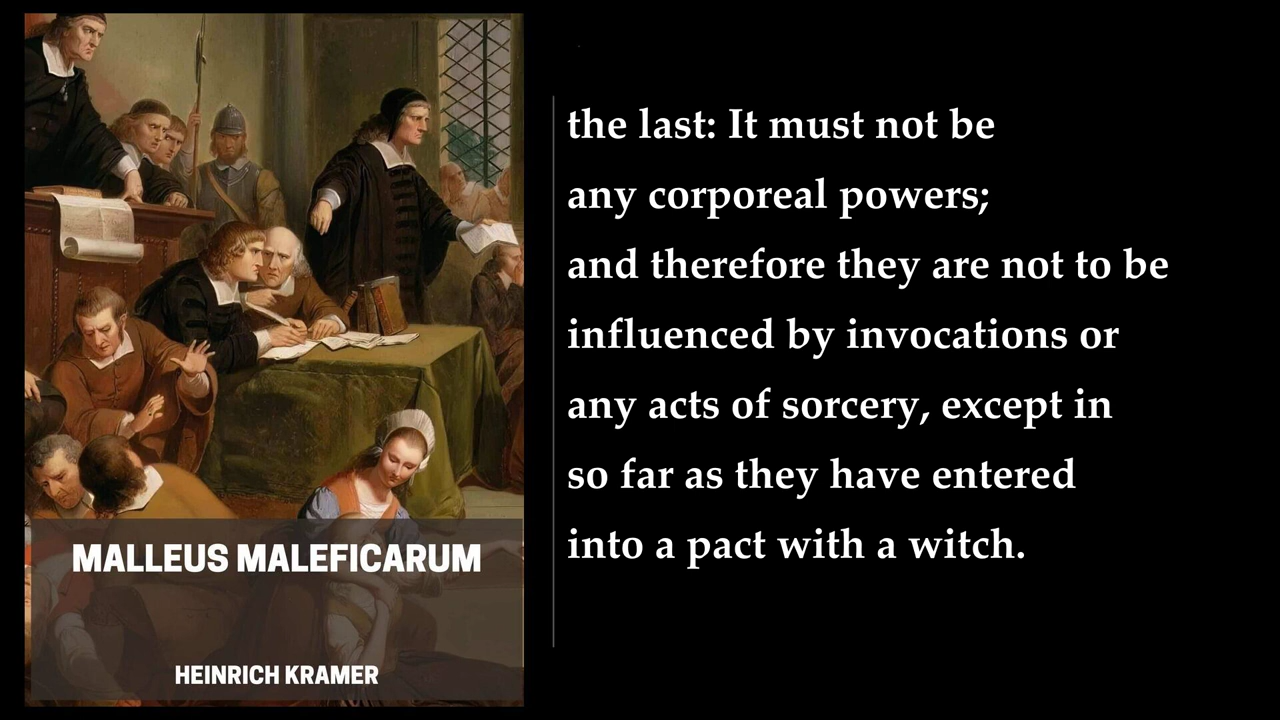 MALLEUS MALEFICARUM
HEINRICH KRAMER
the last: It must not be
any corporeal powers;
and therefore they are not to be
influenced by invocations or
any acts of sorcery, except in
so far as they have entered
into a pact with a witch.